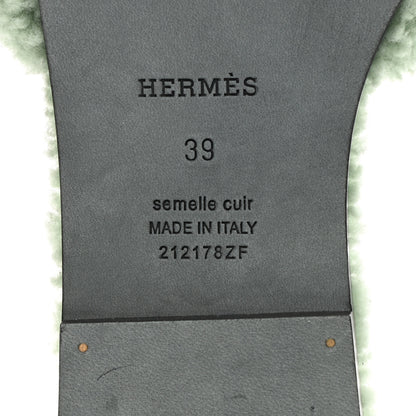 HERMÈS
39
semelle cuir
MADE IN ITALY
212178ZF